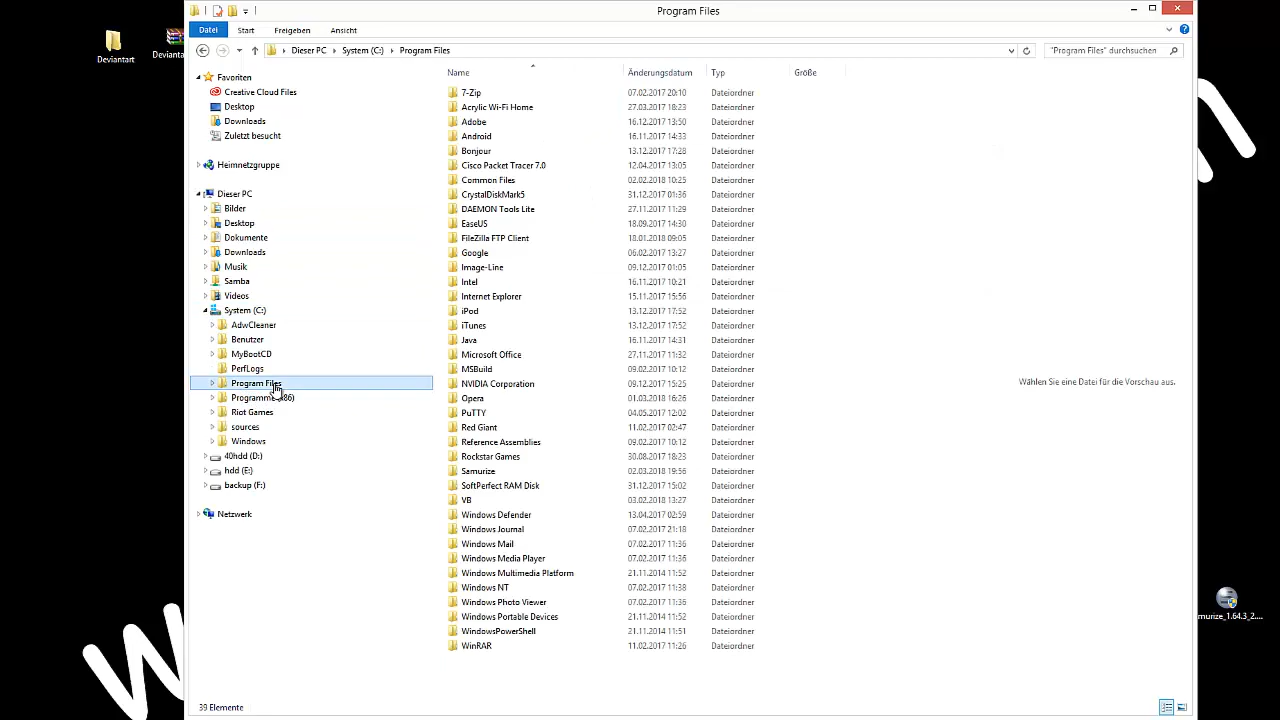 Program Files
Datei Start Freigeben Ansicht
Dieser PC System (C:) Program Files "Program Files" durchsuchen
Deviantart
Name Änderungsdatum Typ Größe
Favoriten
Creative Cloud Files
Desktop
Downloads
Zuletzt besucht
Heimnetzgruppe
Dieser PC
Bilder
Desktop
Dokumente
Downloads
Musik
Samba
Videos
System (C:)
AdwCleaner
Benutzer
MyBootCD
PerfLogs
Program Files
Riot Games
sources
Windows
40hdd (D:)
hdd (E:)
backup (F:)
Netzwerk
7-Zip 07.02.2017 20:10 Dateiordner
Acrylic Wi-Fi Home 27.03.2017 18:23 Dateiordner
Adobe 16.12.2017 13:50 Dateiordner
Android 16.11.2017 14:33 Dateiordner
Bonjour 13.12.2017 17:28 Dateiordner
Cisco Packet Tracer 7.0 12.04.2017 13:05 Dateiordner
Common Files 02.02.2018 10:25 Dateiordner
CrystalDiskMark5 31.12.2017 01:36 Dateiordner
DAEMON Tools Lite 27.11.2017 11:29 Dateiordner
EaseUS 18.09.2017 14:30 Dateiordner
FileZilla FTP Client 18.01.2018 09:05 Dateiordner
Google 06.02.2017 13:27 Dateiordner
Image-Line 09.12.2017 01:05 Dateiordner
Intel 16.11.2017 10:21 Dateiordner
Internet Explorer 15.11.2017 15:56 Dateiordner
iPod 13.12.2017 17:52 Dateiordner
iTunes 13.12.2017 17:52 Dateiordner
Java 16.11.2017 14:31 Dateiordner
Microsoft Office 27.11.2017 11:32 Dateiordner
MSBuild 09.02.2017 10:12 Dateiordner
NVIDIA Corporation 09.12.2017 15:25 Dateiordner
Opera 01.03.2018 16:26 Dateiordner
PuTTY 04.05.2017 12:02 Dateiordner
Red Giant 11.02.2017 02:47 Dateiordner
Reference Assemblies 09.02.2017 10:12 Dateiordner
Rockstar Games 30.08.2017 18:23 Dateiordner
Samurize 02.03.2018 19:56 Dateiordner
SoftPerfect RAM Disk 31.12.2017 15:15 Dateiordner
VB 03.02.2018 13:27 Dateiordner
Windows Defender 13.04.2017 02:59 Dateiordner
Windows Journal 07.02.2017 21:18 Dateiordner
Windows Mail 07.02.2017 11:36 Dateiordner
Windows Media Player 07.02.2017 11:36 Dateiordner
Windows Multimedia Platform 21.11.2014 11:52 Dateiordner
Windows NT 07.02.2017 11:38 Dateiordner
Windows Photo Viewer 07.02.2017 11:36 Dateiordner
Windows Portable Devices 21.11.2014 11:52 Dateiordner
WindowsPowerShell 21.11.2014 11:51 Dateiordner
WinRAR 11.02.2017 11:26 Dateiordner
Wählen Sie eine Datei für die Vorschau aus.
murize_1.64.3_2....
39 Elemente